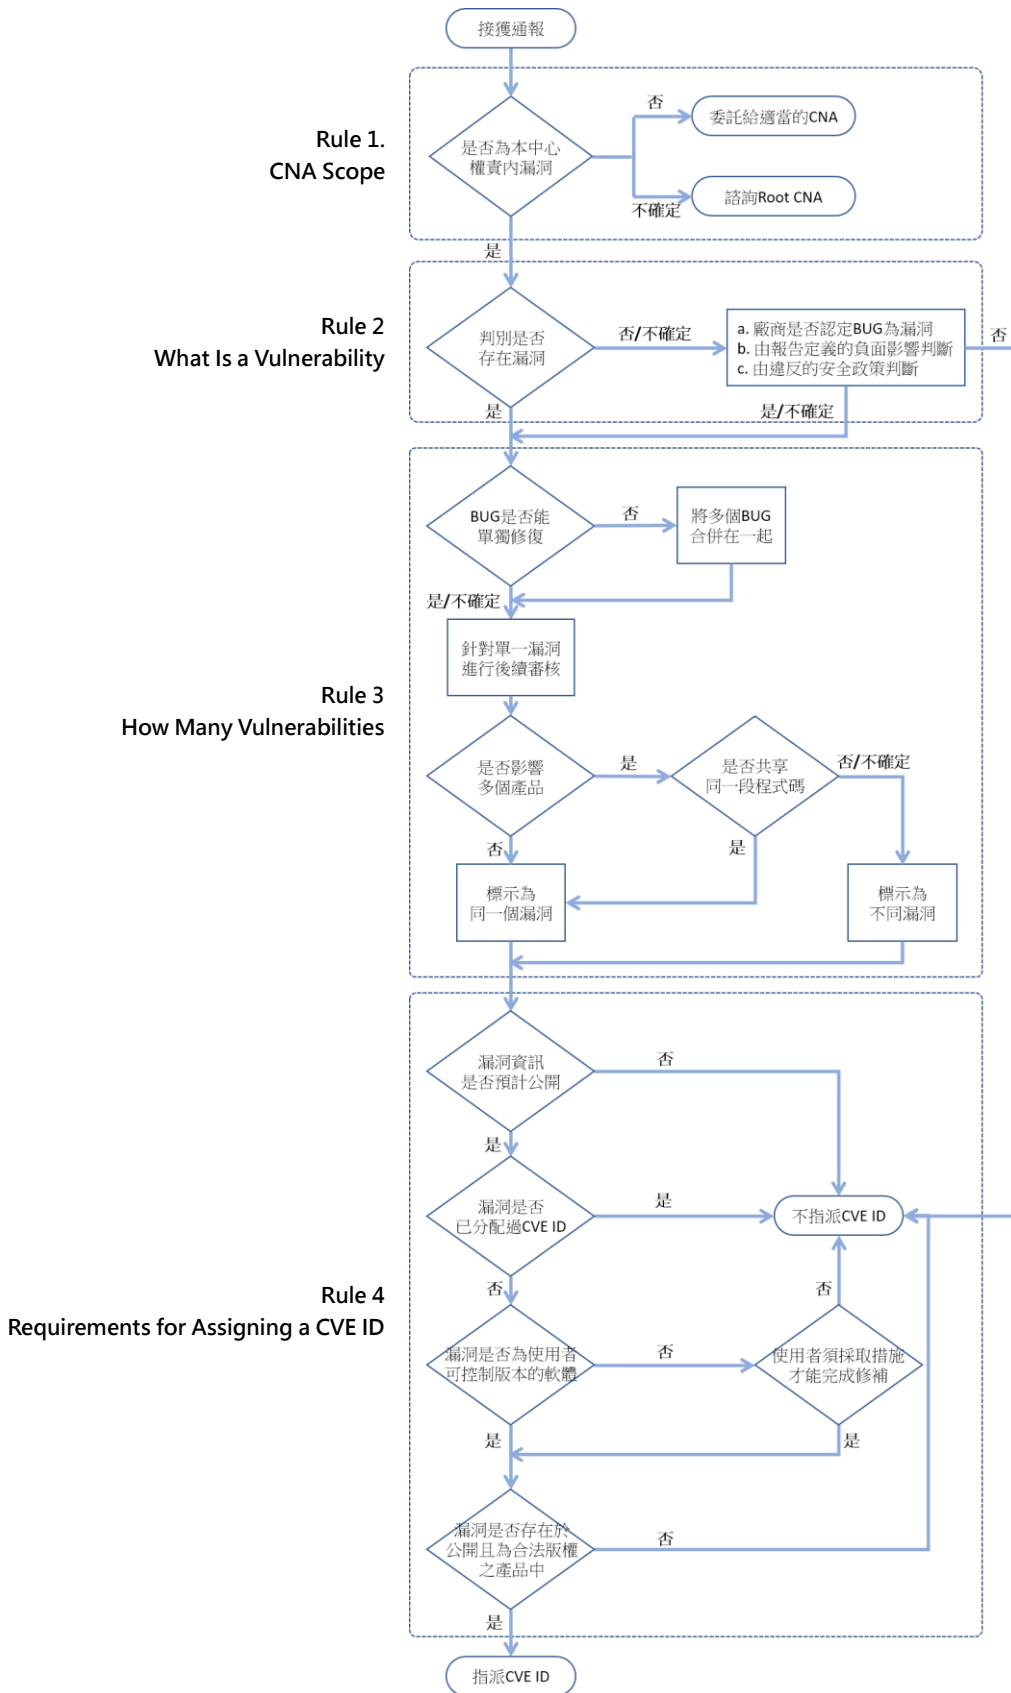 接獲通報
Rule 1.
CNA Scope
是否為本中心
權責內漏洞
否
委託給適當的CNA
不確定
諮詢Root CNA
是
Rule 2
What Is a Vulnerability
判別是否
存在漏洞
否/不確定
a. 廠商是否認定BUG為漏洞
b. 由報告定義的負面影響判斷
c. 由違反的安全政策判斷
否
是
是/不確定
Rule 3
How Many Vulnerabilities
BUG是否能
單獨修復
否
將多個BUG
合併在一起
是/不確定
針對單一漏洞
進行後續審核
是否影響
多個產品
是
是否共享
同一段程式碼
否/不確定
否
是
標示為
同一個漏洞
標示為
不同漏洞
Rule 4
Requirements for Assigning a CVE ID
漏洞資訊
是否預計公開
否
是
漏洞是否
已分配過CVE ID
是
不指派CVE ID
否
否
漏洞是否為使用者
可控制版本的軟體
否
使用者須採取措施
才能完成修補
是
是
漏洞是否存在於
公開且為合法版權
之產品中
否
是
指派CVE ID